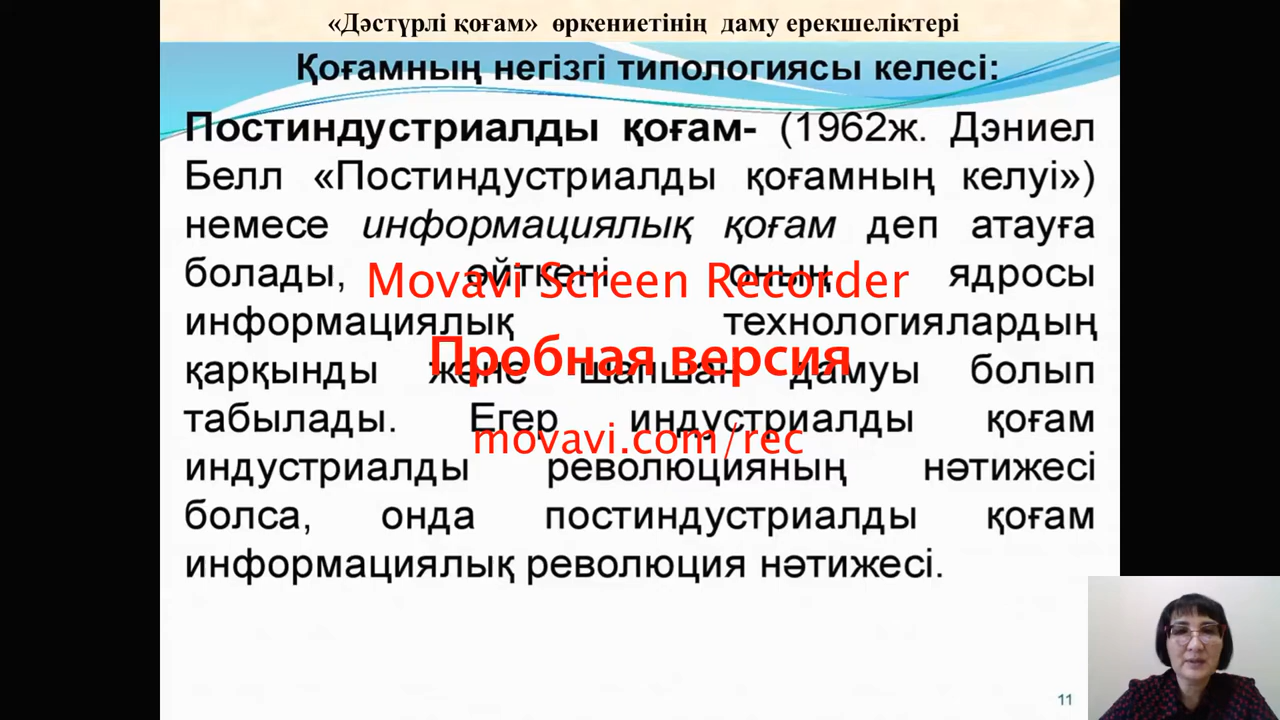 «Дәстүрлі қоғам» өркениетінің даму ерекшеліктері
Қоғамның негізгі типологиясы келесі:
Постиндустриалды қоғам- (1962ж. Дэниел
Белл «Постиндустриалды қоғамның келуі»)
немесе информациялық қоғам деп атауға
болады, өйткені оның ядросы
Movavi Screen Recorder
информациялық технологиялардың
Пробная версия
қарқынды және шапшаң дамуы болып
табылады. Егер индустриалды қоғам
movavi.com/rec
индустриалды революцияның нәтижесі
болса, онда постиндустриалды қоғам
информациялық революция нәтижесі.
11